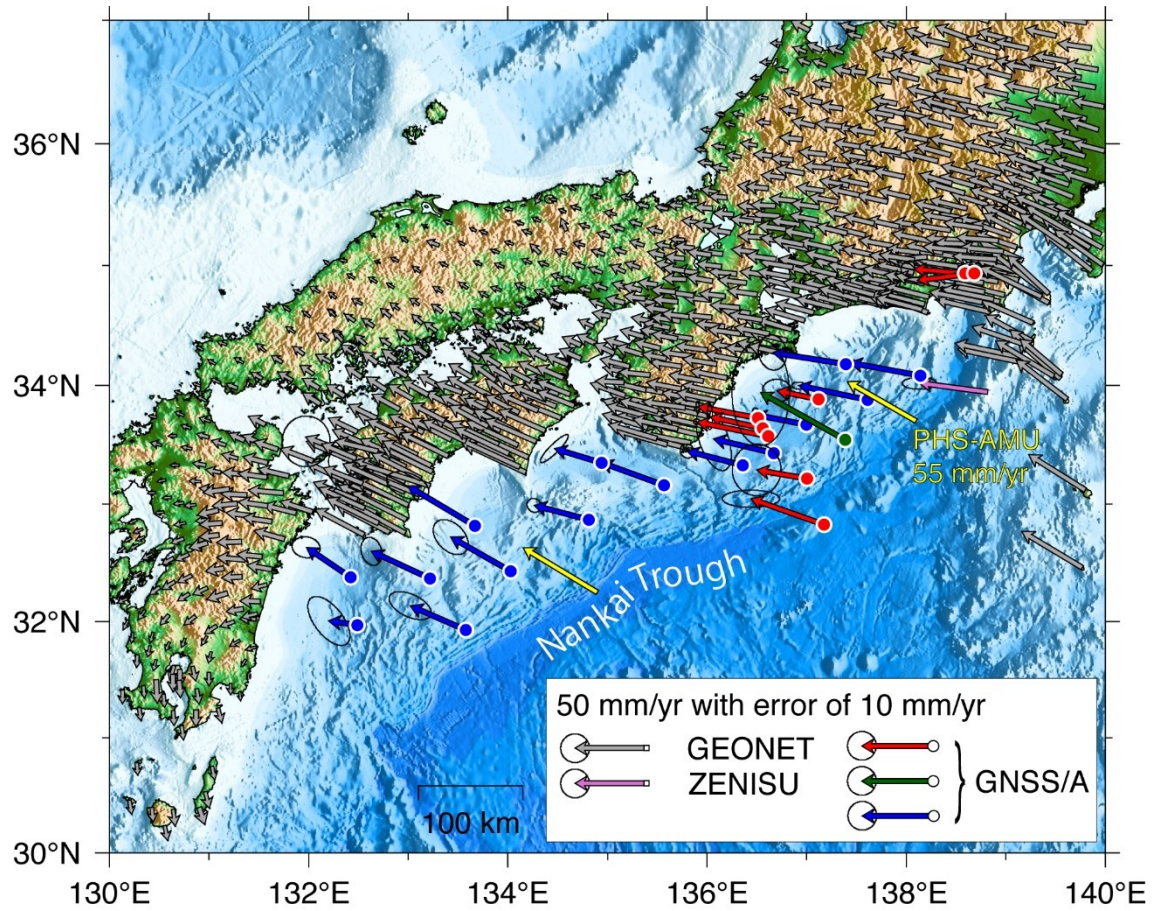 36°N
34°N
32°N
30°N
130°E
132°E
134°E
136°E
138°E
140°E
PHS-AMU
55 mm/yr
Nankai Trough
100 km
50 mm/yr with error of 10 mm/yr
GEONET
ZENISU
GNSS/A